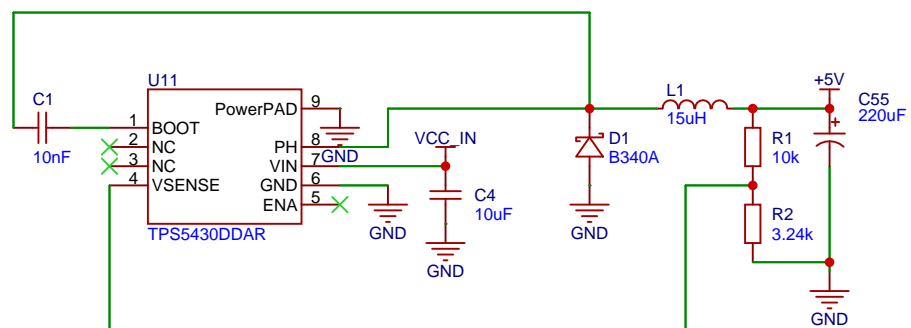 U11
C1
10nF
1
BOOT
2
NC
3
NC
4
VSENSE
PowerPAD
9
GND
PH
8
VIN
7
GND
6
ENA
5
TPS5430DDAR
VCC_IN
C4
10uF
GND
GND
D1
B340A
GND
L1
15uH
+5V
C55
220uF
+
R1
10k
R2
3.24k
GND